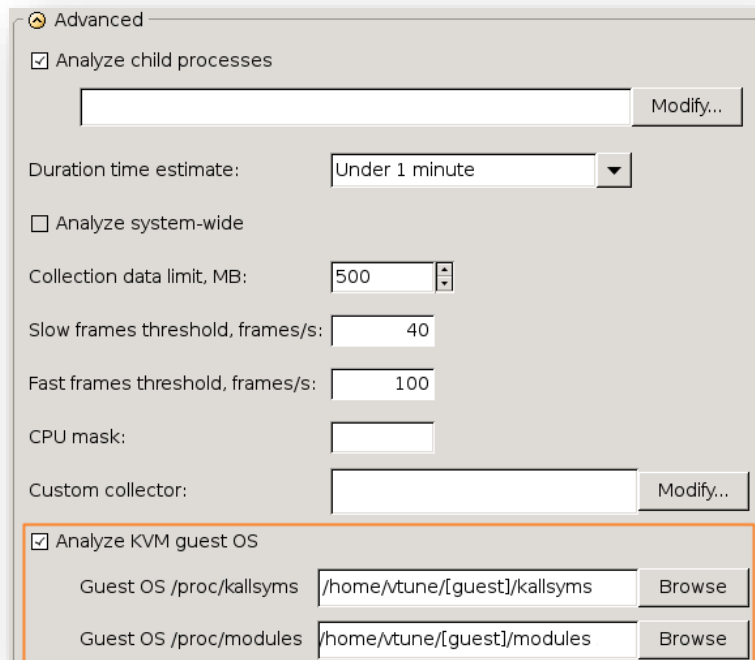 Advanced
Analyze child processes
Modify...
Duration time estimate: Under 1 minute
Analyze system-wide
Collection data limit, MB: 500
Slow frames threshold, frames/s: 40
Fast frames threshold, frames/s: 100
CPU mask:
Custom collector: Modify...
Analyze KVM guest OS
Guest OS /proc/kallsyms /home/vtune/[guest]/kallsyms Browse
Guest OS /proc/modules /home/vtune/[guest]/modules Browse